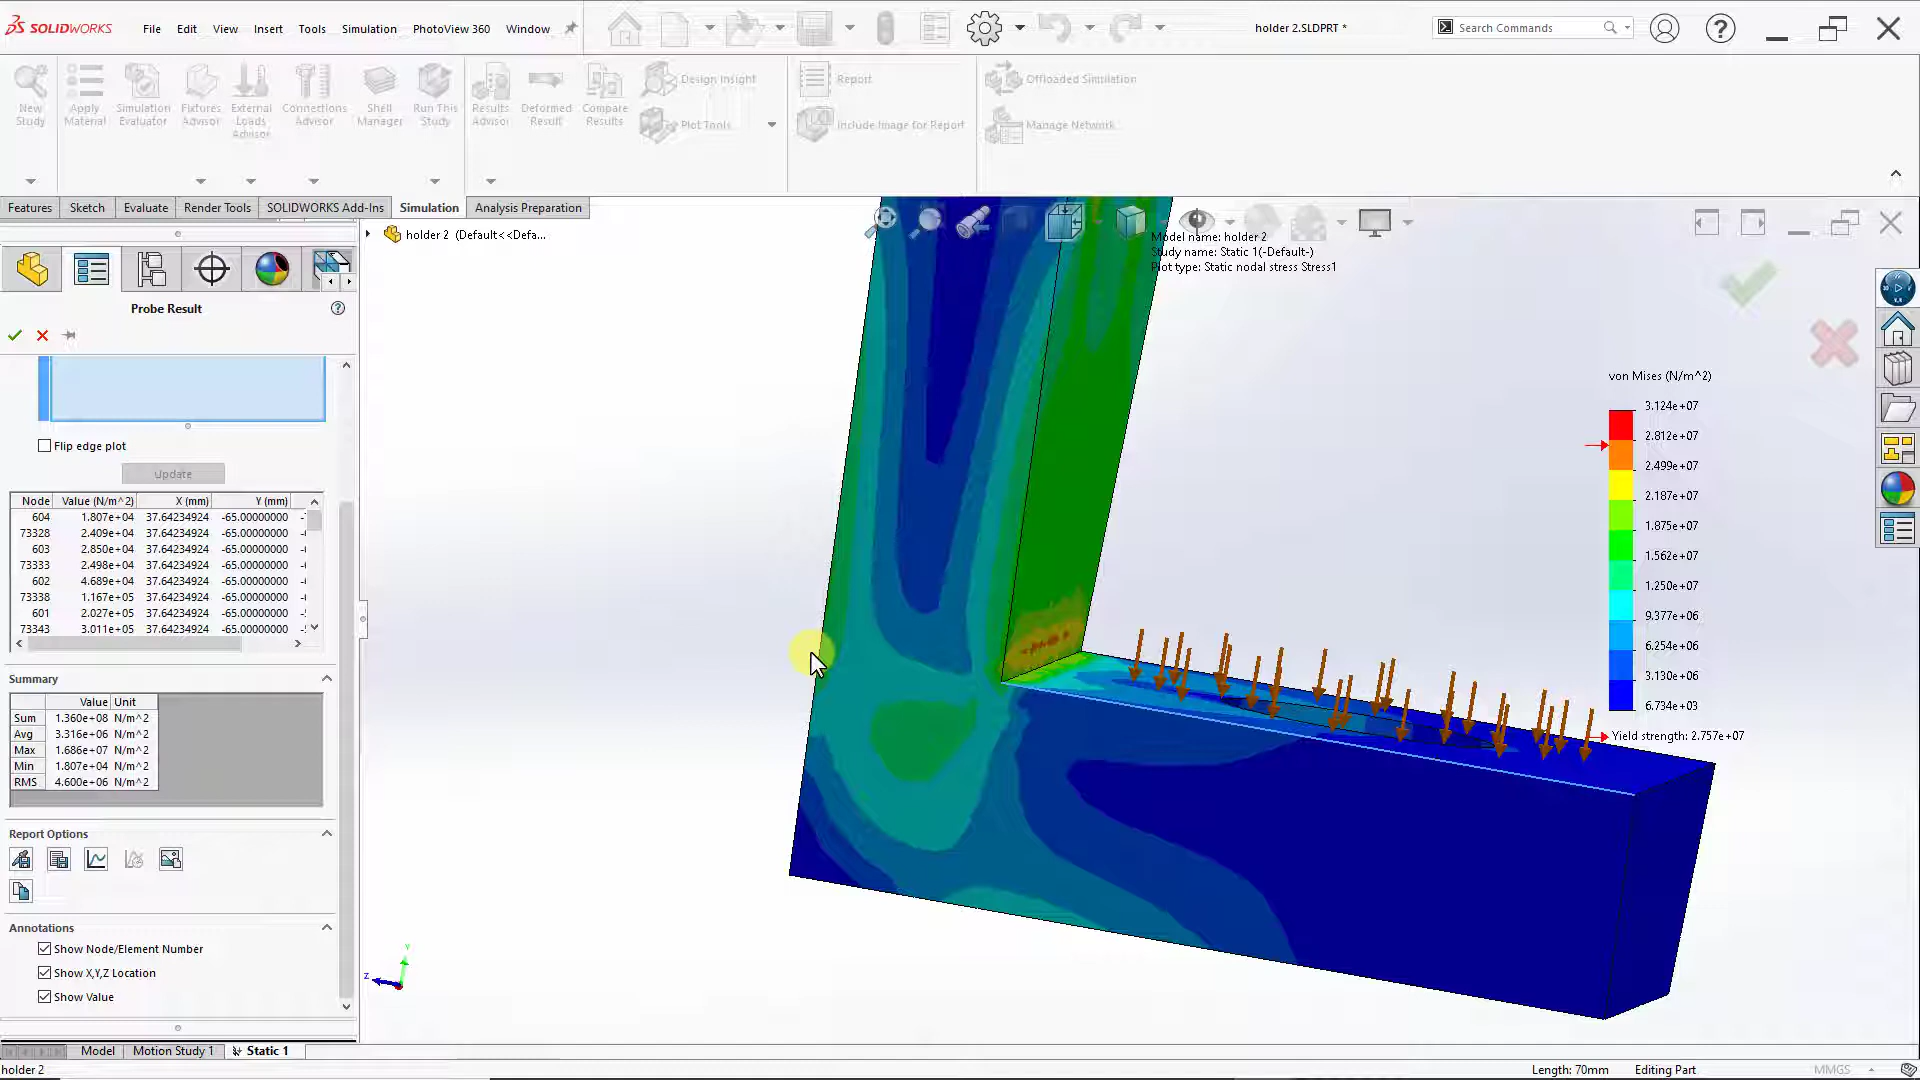 SOLIDWORKS File Edit View Insert Tools Simulation PhotoView 360 Window holder 2.SLDPRT * Search Commands
New Study
Apply Material
Simulation Evaluator
Fixtures Advisor
External Loads Advisor
Connections Advisor
Shell Manager
Run This Study
Results Advisor
Deformed Result
Compare Results
Design Insight
Plot Tools
Report
Include Image for Report
Offloaded Simulation
Manage Network
Features Sketch Evaluate Render Tools SOLIDWORKS Add-Ins Simulation Analysis Preparation
holder 2 (Default<<Defa...
Model name: holder 2
Study name: Static 1(-Default-)
Plot type: Static nodal stress Stress1
Probe Result
Flip edge plot
Update
Node Value (N/m^2) X (mm) Y (mm)
604 1.807e+04 37.64234924 -65.00000000 -
73328 2.409e+04 37.64234924 -65.00000000 -
603 2.850e+04 37.64234924 -65.00000000 -
73333 2.498e+04 37.64234924 -65.00000000 -
602 4.689e+04 37.64234924 -65.00000000 -
73338 1.167e+05 37.64234924 -65.00000000 -
601 2.027e+05 37.64234924 -65.00000000 -
73343 3.011e+05 37.64234924 -65.00000000 -
Summary
Value Unit
Sum 1.360e+08 N/m^2
Avg 3.316e+06 N/m^2
Max 1.686e+07 N/m^2
Min 1.807e+04 N/m^2
RMS 4.600e+06 N/m^2
Report Options
Annotations
Show Node/Element Number
Show X,Y,Z Location
Show Value
von Mises (N/m^2)
3.124e+07
2.812e+07
2.499e+07
2.187e+07
1.875e+07
1.562e+07
1.250e+07
9.377e+06
6.254e+06
3.130e+06
6.734e+03
Yield strength: 2.757e+07
Y
Z
Model Motion Study 1 Static 1
holder 2 Length: 70mm Editing Part MMGS